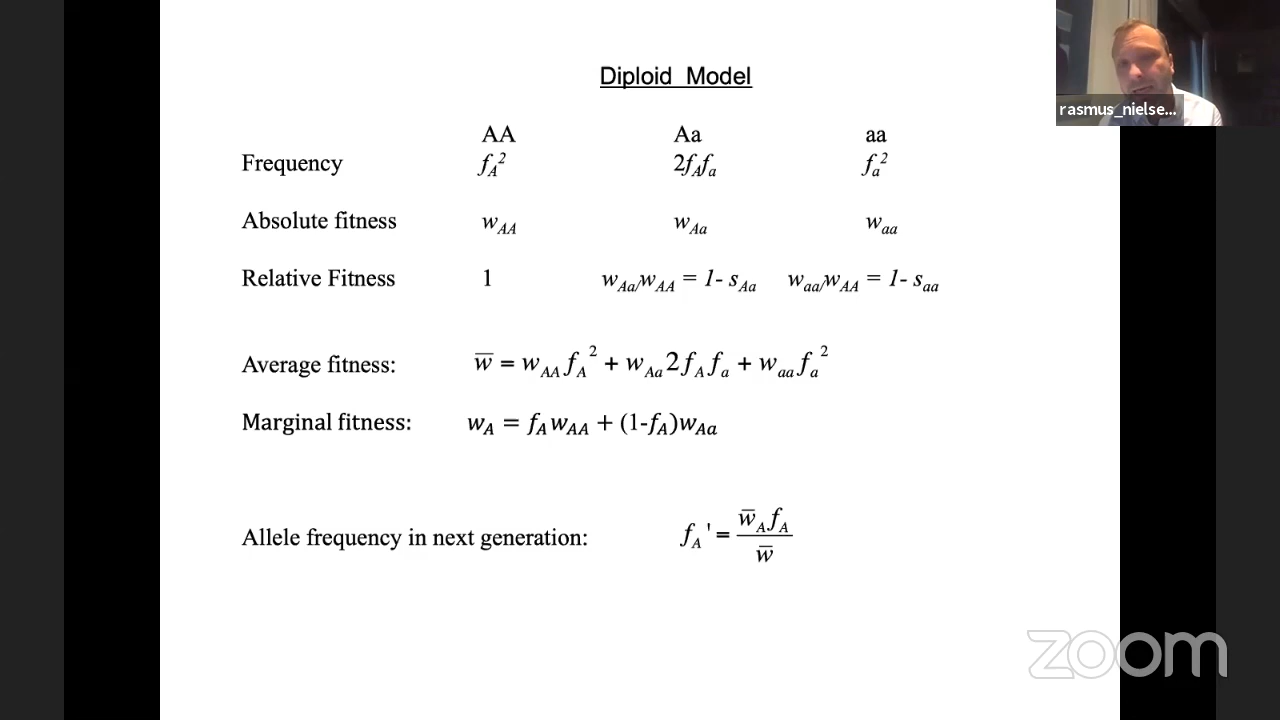 Diploid Model
rasmus_nielse...
AA Aa aa
Frequency f_A^2 2f_Af_a f_a^2
Absolute fitness w_AA w_Aa w_aa
Relative Fitness 1 w_Aa/w_AA = 1- s_Aa w_aa/w_AA = 1- s_aa
Average fitness: w̅ = w_AA f_A^2 + w_Aa 2 f_A f_a + w_aa f_a^2
Marginal fitness: w_A = f_A w_AA + (1-f_A)w_Aa
Allele frequency in next generation: f_A ' = w̅_A f_A / w̅
zoom